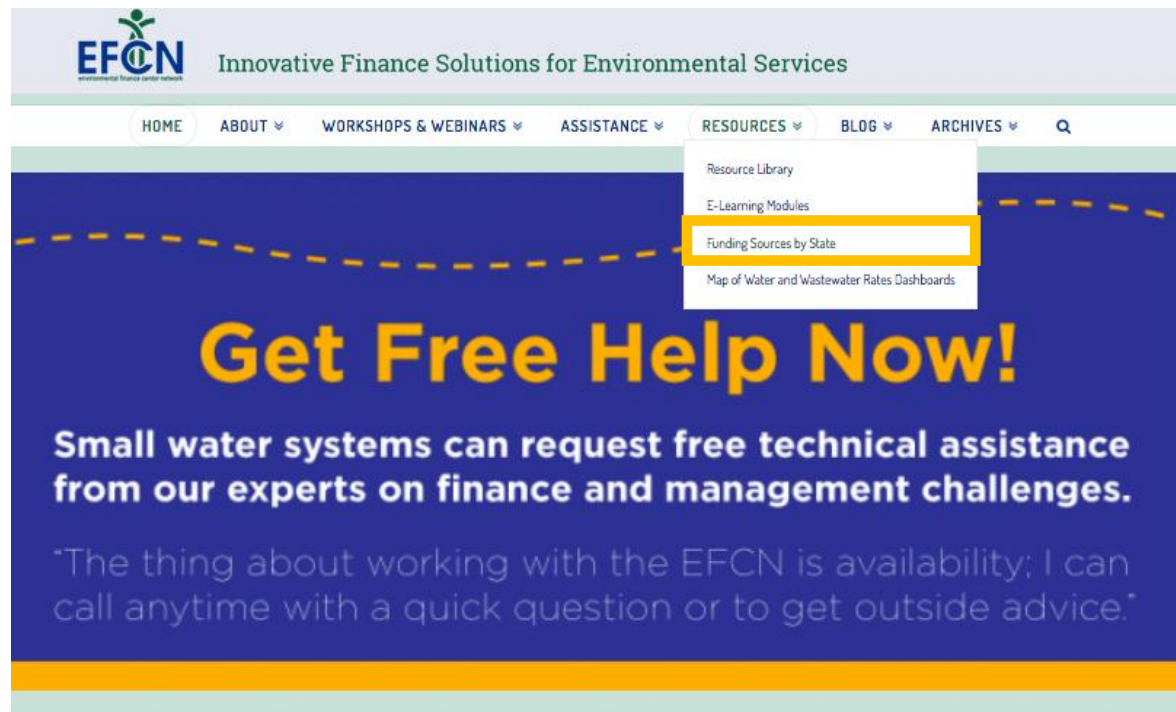 EFCN
environmental finance center network
Innovative Finance Solutions for Environmental Services
HOME ABOUT WORKSHOPS & WEBINARS ASSISTANCE RESOURCES BLOG ARCHIVES
Resource Library
E-Learning Modules
Funding Sources by State
Map of Water and Wastewater Rates Dashboards
Get Free Help Now!
Small water systems can request free technical assistance
from our experts on finance and management challenges.
"The thing about working with the EFCN is availability; I can
call anytime with a quick question or to get outside advice."